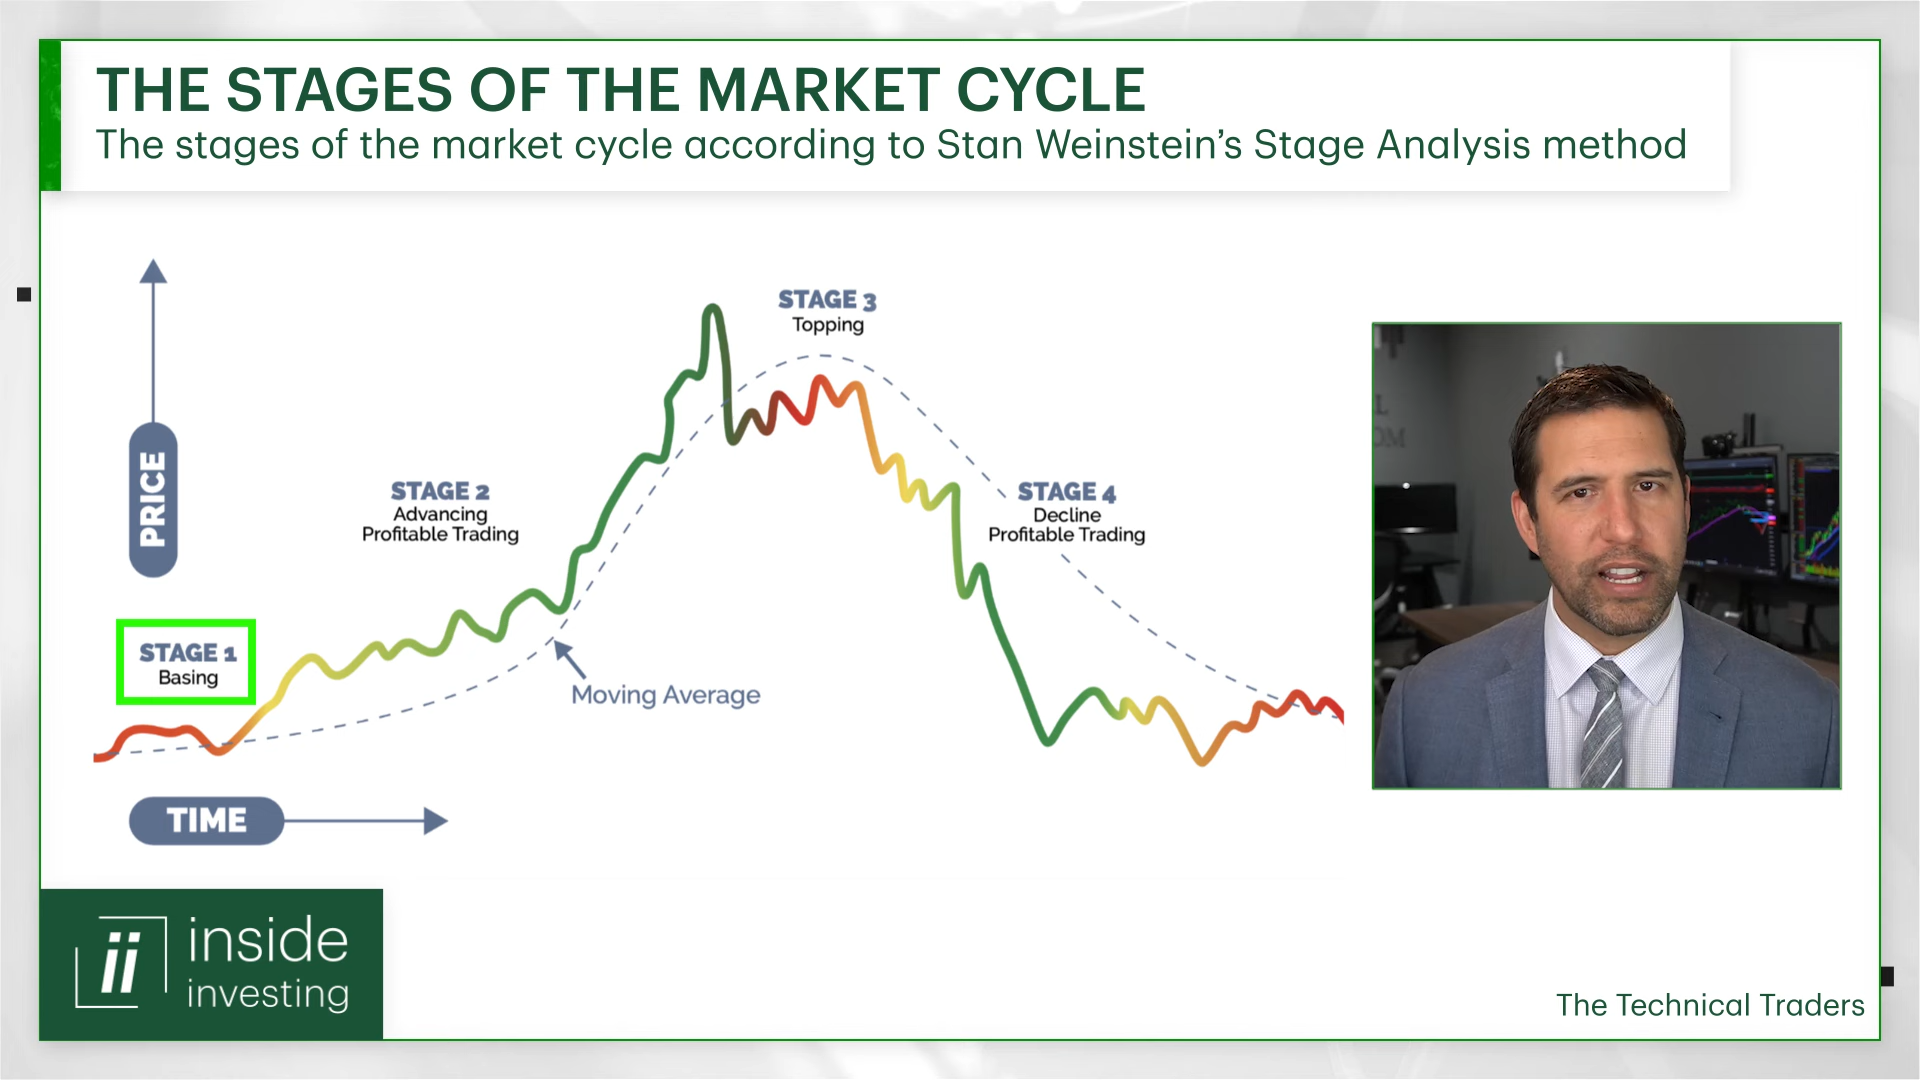 THE STAGES OF THE MARKET CYCLE
The stages of the market cycle according to Stan Weinstein’s Stage Analysis method
STAGE 3
Topping
PRICE
STAGE 2
Advancing
Profitable Trading
STAGE 4
Decline
Profitable Trading
STAGE 1
Basing
Moving Average
TIME
ii
inside
investing
The Technical Traders